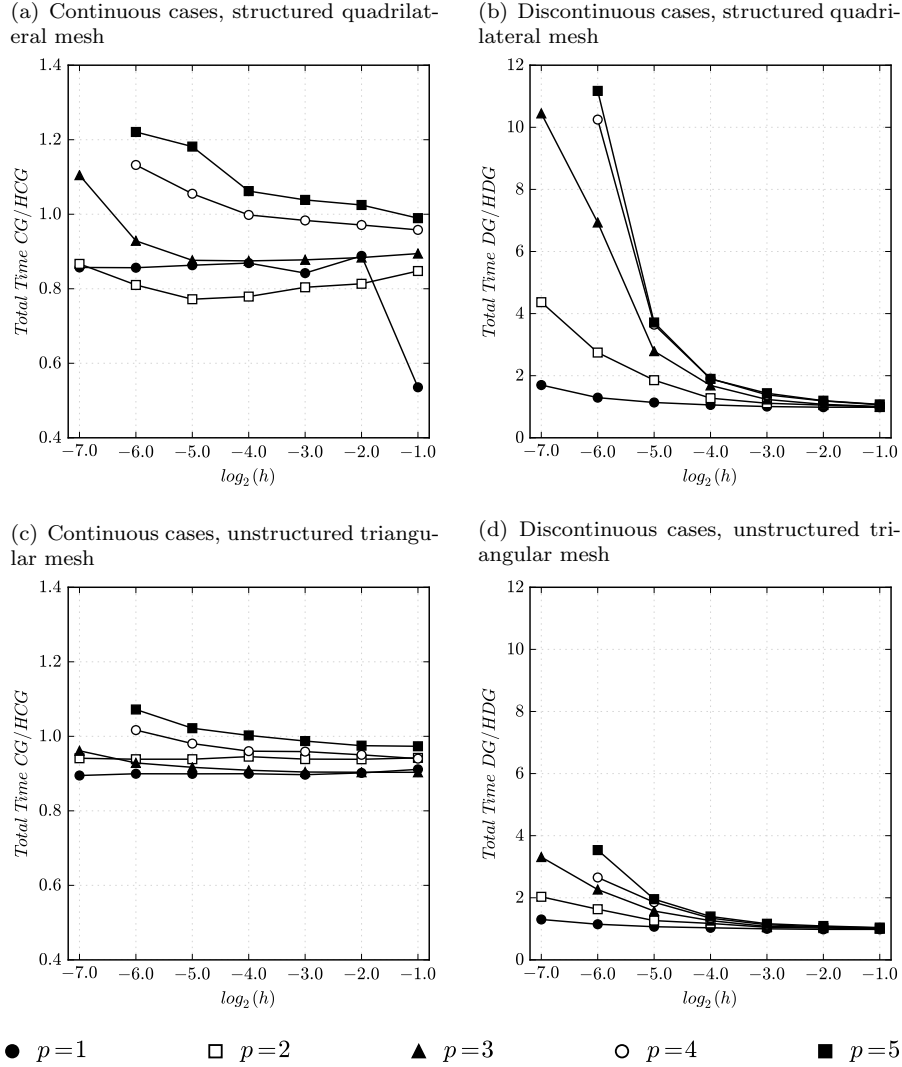 (a) Continuous cases, structured quadrilat-
eral mesh
1.4
1.2
1.0
0.8
0.6
0.4
Total Time CG/HCG
−7.0 −6.0 −5.0 −4.0 −3.0 −2.0 −1.0
log2(h)
(b) Discontinuous cases, structured quadri-
lateral mesh
12
10
8
6
4
2
0
Total Time DG/HDG
−7.0 −6.0 −5.0 −4.0 −3.0 −2.0 −1.0
log2(h)
(c) Continuous cases, unstructured triangu-
lar mesh
1.4
1.2
1.0
0.8
0.6
0.4
Total Time CG/HCG
−7.0 −6.0 −5.0 −4.0 −3.0 −2.0 −1.0
log2(h)
(d) Discontinuous cases, unstructured tri-
angular mesh
12
10
8
6
4
2
0
Total Time DG/HDG
−7.0 −6.0 −5.0 −4.0 −3.0 −2.0 −1.0
log2(h)
p=1 p=2 p=3 p=4 p=5